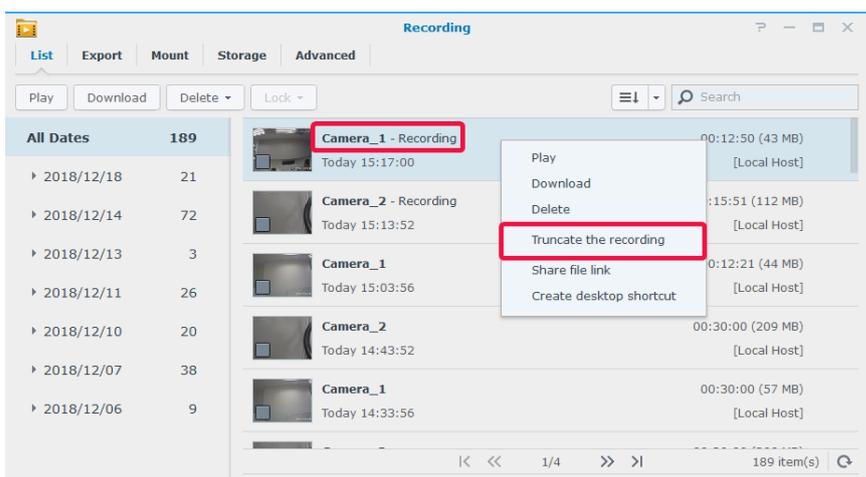 Recording
List Export Mount Storage Advanced
Play Download Delete Lock Search
All Dates 189
2018/12/18 21
2018/12/14 72
2018/12/13 3
2018/12/11 26
2018/12/10 20
2018/12/07 38
2018/12/06 9
Camera_1 - Recording 00:12:50 (43 MB)
Today 15:17:00 [Local Host]
Camera_2 - Recording :15:51 (112 MB)
Today 15:13:52 [Local Host]
Camera_1 0:12:21 (44 MB)
Today 15:03:56 [Local Host]
Camera_2 00:30:00 (209 MB)
Today 14:43:52 [Local Host]
Camera_1 00:30:00 (57 MB)
Today 14:33:56 [Local Host]
Play
Download
Delete
Truncate the recording
Share file link
Create desktop shortcut
1/4 189 item(s)